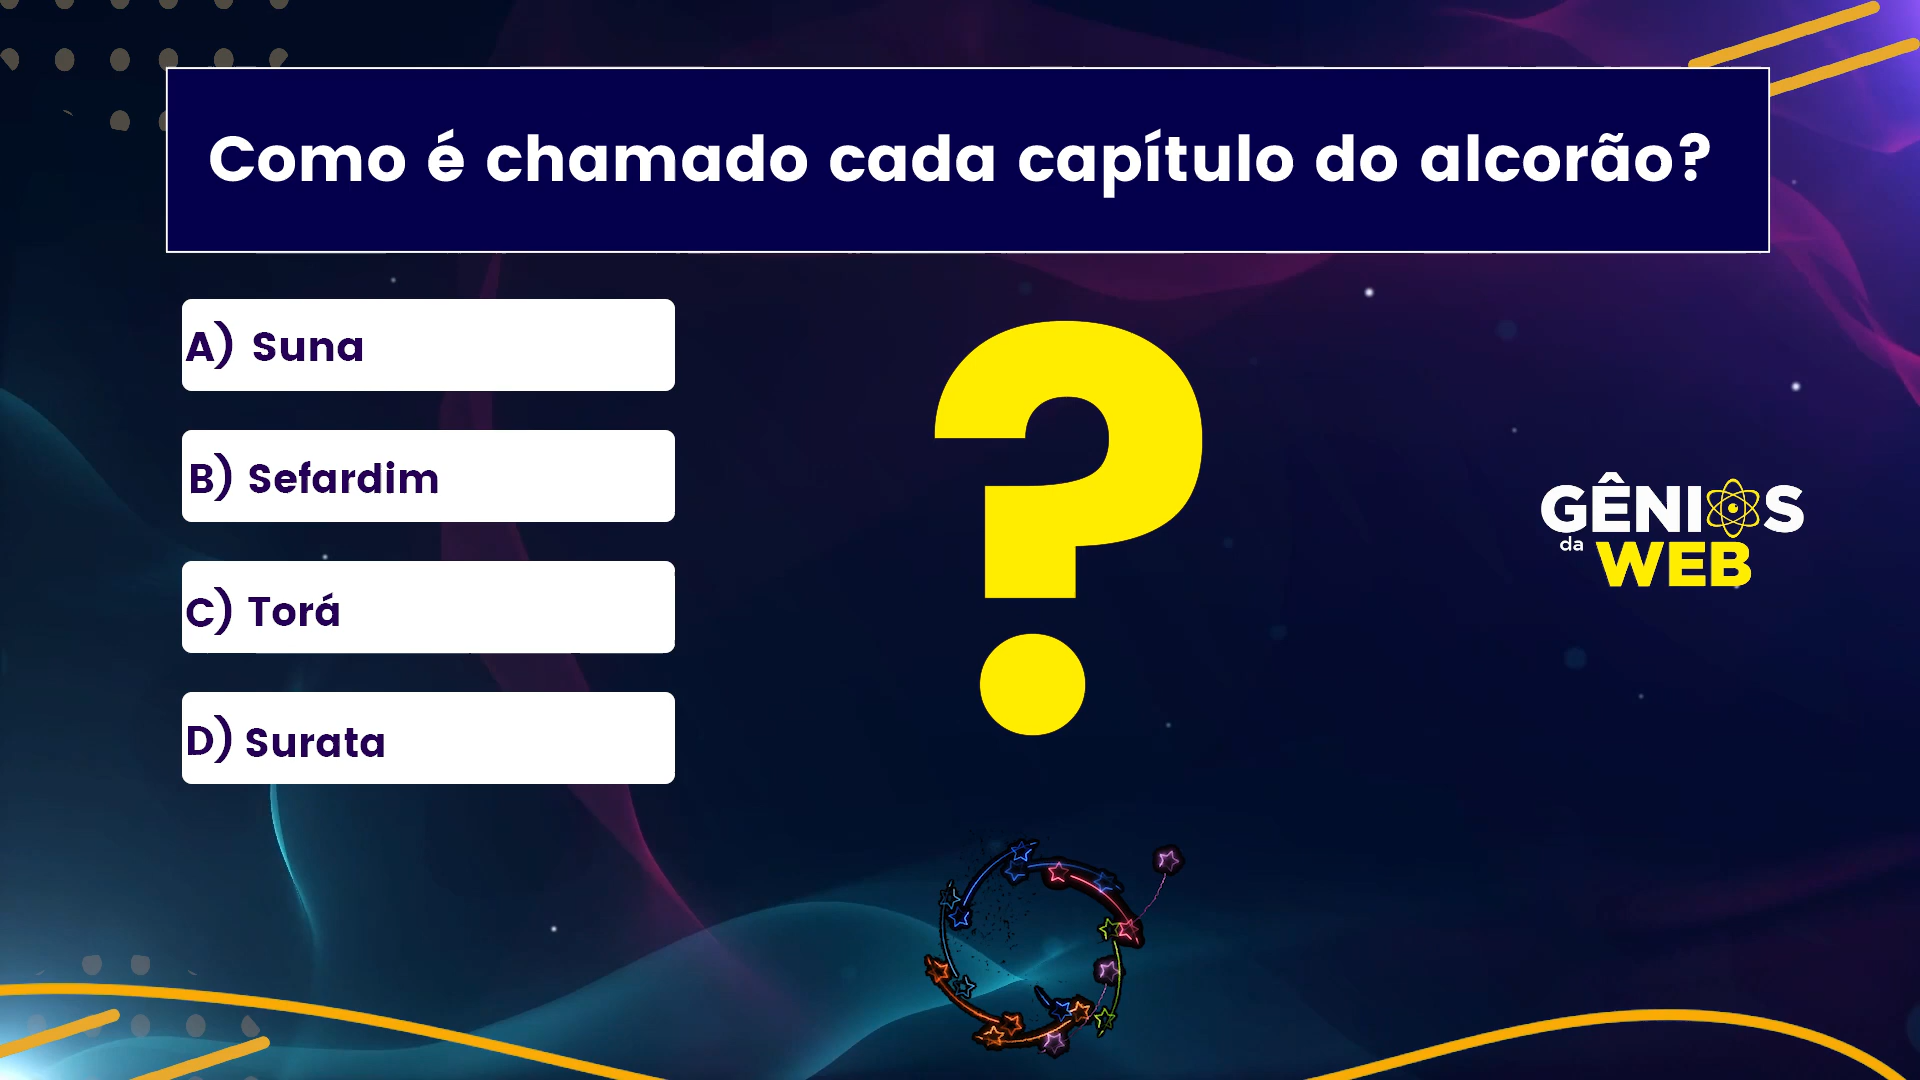 Como é chamado cada capítulo do alcorão?
A) Suna
B) Sefardim
C) Torá
D) Surata
GÊNIOS
da WEB